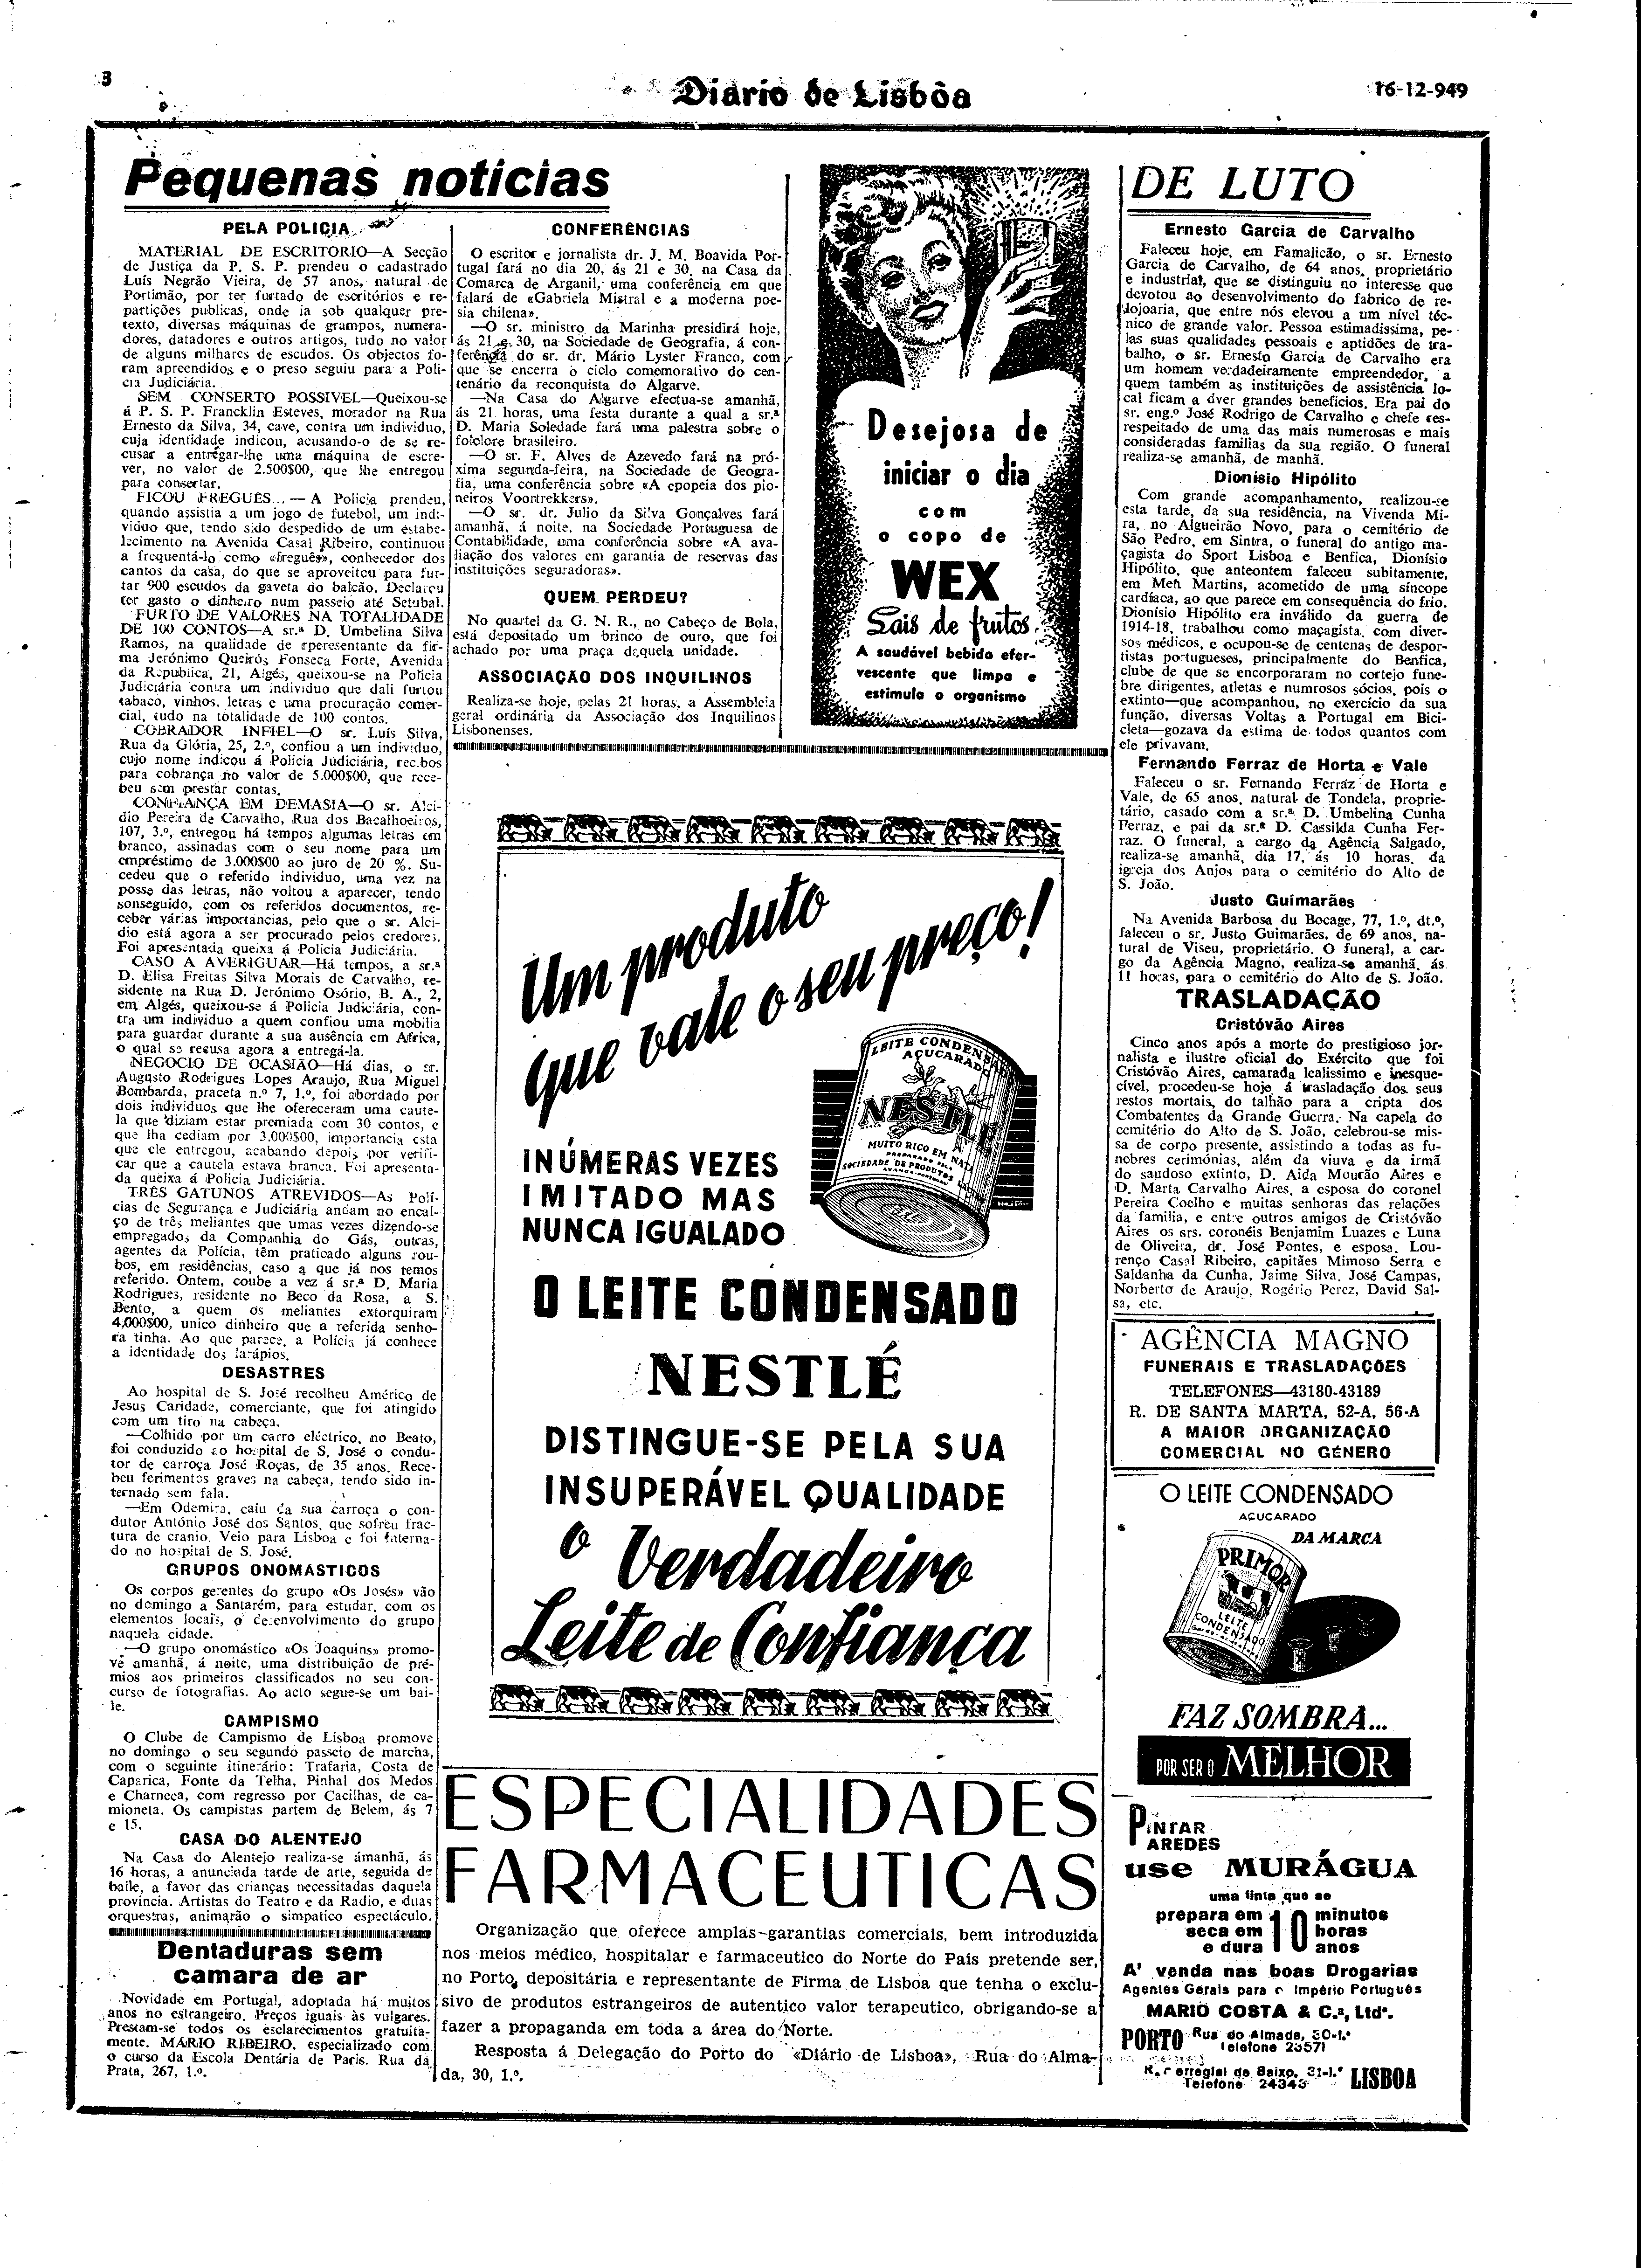 3
Diário de Lisbôa
16-12-949
Pequenas noticias
PELA POLICIA
MATERIAL DE ESCRITORIO—A Secção
de Justiça da P. S. P. prendeu o cadastrado
Luís Negrão Vieira, de 57 anos, natural de
Portimão, por ter furtado de escritórios e re-
partições publicas, onde ia sob qualquer pre-
texto, diversas máquinas de grampos, numera-
dores, datadores e outros artigos, tudo no valor
de alguns milhares de escudos. Os objectos fo-
ram apreendidos e o preso seguiu para a Poli-
cia Judiciária.
SEM CONSERTO POSSIVEL—Queixou-se
á P. S. P. Francklin Esteves, morador na Rua
Ernesto da Silva, 34, cave, contra um individuo,
cuja identidade indicou, acusando-o de se re-
cusar a entregar-lhe uma máquina de escre-
ver, no valor de 2.500$00, que lhe entregou
para consertar.
FICOU FREGUÊS... — A Policia prendeu,
quando assistia a um jogo de futebol, um indi-
viduo que, tendo sido despedido de um estabe-
lecimento na Avenida Casal Ribeiro, continuou
a frequentá-lo como «freguês», conhecedor dos
cantos da casa, do que se aproveitou para fur-
tar 900 escudos da gaveta do balcão. Declarou
ter gasto o dinheiro num passeio até Setubal.
FURTO DE VALORES NA TOTALIDADE
DE 100 CONTOS—A sr.ª D. Umbelina Silva
Ramos, na qualidade de rperesentante da fir-
ma Jerónimo Queirós Fonseca Forte, Avenida
da Republica, 21, Algés, queixou-se na Policia
Judiciária contra um individuo que dali furtou
tabaco, vinhos, letras e uma procuração comer-
cial, tudo na totalidade de 100 contos.
COBRADOR INFIEL—O sr. Luís Silva,
Rua da Glória, 25, 2.º, confiou a um individuo,
cujo nome indicou á Policia Judiciária, recibos
para cobrança no valor de 5.000$00, que rece-
beu sem prestar contas.
CONFIANÇA EM DEMASIA—O sr. Alci-
dio Pereira de Carvalho, Rua dos Bacalhoeiros,
107, 3.º, entregou há tempos algumas letras em
branco, assinadas com o seu nome para um
empréstimo de 3.000$00 ao juro de 20 %. Su-
cedeu que o referido individuo, uma vez na
posse das letras, não voltou a aparecer, tendo
sonseguido, com os referidos documentos, re-
ceber várias importancias, pelo que o sr. Alci-
dio está agora a ser procurado pelos credores.
Foi apresentada queixa á Policia Judiciária.
CASO A AVERIGUAR—Há tempos, a sr.ª
D. Elisa Freitas Silva Morais de Carvalho, re-
sidente na Rua D. Jerónimo Osório, B. A., 2,
em Algés, queixou-se á Policia Judiciária, con-
tra um individuo a quem confiou uma mobilia
para guardar durante a sua ausência em Africa,
o qual se recusa agora a entregá-la.
NEGOCIO DE OCASIÃO—Há dias, o sr.
Augusto Rodrigues Lopes Araujo, Rua Miguel
Bombarda, praceta n.º 7, 1.º, foi abordado por
dois individuos que lhe ofereceram uma caute-
la que diziam estar premiada com 30 contos, e
que lha cediam por 3.000$00, importancia esta
que ele entregou, acabando depois por verifi-
car que a cautela estava branca. Foi apresenta-
da queixa á Policia Judiciária.
TRÊS GATUNOS ATREVIDOS—As Polí-
cias de Segurança e Judiciária andam no encal-
ço de três meliantes que umas vezes dizendo-se
empregados da Companhia do Gás, outras,
agentes da Polícia, têm praticado alguns rou-
bos, em residências, caso a que já nos temos
referido. Ontem, coube a vez á sr.ª D. Maria
Rodrigues, residente no Beco da Rosa, a S.
Bento, a quem os meliantes extorquiram
4.000$00, unico dinheiro que a referida senho-
ra tinha. Ao que parece, a Polícia já conhece
a identidade dos larápios.
DESASTRES
Ao hospital de S. José recolheu Américo de
Jesus Caridade, comerciante, que foi atingido
com um tiro na cabeça.
—Colhido por um carro eléctrico, no Beato,
foi conduzido ao hospital de S. José o condu-
tor de carroça José Roças, de 35 anos. Rece-
beu ferimentos graves na cabeça, tendo sido in-
ternado sem fala.
—Em Odemira, caiu da sua carroça o con-
dutor António José dos Santos, que sofreu frac-
tura de cranio. Veio para Lisboa e foi interna-
do no hospital de S. José.
GRUPOS ONOMÁSTICOS
Os corpos gerentes do grupo «Os Josés» vão
no domingo a Santarém, para estudar, com os
elementos locais, o desenvolvimento do grupo
naquela cidade.
—O grupo onomástico «Os Joaquins» promo-
ve amanhã, á noite, uma distribuição de pré-
mios aos primeiros classificados no seu con-
curso de fotografias. Ao acto segue-se um bai-
le.
CAMPISMO
O Clube de Campismo de Lisboa promove
no domingo o seu segundo passeio de marcha,
com o seguinte itinerário: Trafaria, Costa de
Caparica, Fonte da Telha, Pinhal dos Medos
e Charneca, com regresso por Cacilhas, de ca-
mioneta. Os campistas partem de Belem, ás 7
e 15.
CASA DO ALENTEJO
Na Casa do Alentejo realiza-se ámanhã, ás
16 horas, a anunciada tarde de arte, seguida de
baile, a favor das crianças necessitadas daquela
provincia. Artistas do Teatro e da Radio, e duas
orquestras, animarão o simpatico espectáculo.
Dentaduras sem
camara de ar
Novidade em Portugal, adoptada há muitos
anos no estrangeiro. Preços iguais às vulgares.
Prestam-se todos os esclarecimentos gratuita-
mente. MÁRIO RIBEIRO, especializado com
o curso da Escola Dentária de Paris. Rua da
Prata, 267, 1.º.
CONFERÊNCIAS
O escritor e jornalista dr. J. M. Boavida Por-
tugal fará no dia 20, ás 21 e 30, na Casa da
Comarca de Arganil, uma conferência em que
falará de «Gabriela Mistral e a moderna poe-
sia chilena».
—O sr. ministro da Marinha presidirá hoje,
ás 21 e 30, na Sociedade de Geografia, á con-
ferência do sr. dr. Mário Lyster Franco, com
que se encerra o ciclo comemorativo do cen-
tenário da reconquista do Algarve.
—Na Casa do Algarve efectua-se amanhã,
ás 21 horas, uma festa durante a qual a sr.ª
D. Maria Soledade fará uma palestra sobre o
folclore brasileiro.
—O sr. F. Alves de Azevedo fará na pró-
xima segunda-feira, na Sociedade de Geogra-
fia, uma conferência sobre «A epopeia dos pio-
neiros Voortrekkers».
—O sr. dr. Julio da Silva Gonçalves fará
amanhã, á noite, na Sociedade Portuguesa de
Contabilidade, uma conferência sobre «A ava-
liação dos valores em garantia de reservas das
instituições seguradoras».
QUEM PERDEU?
No quartel da G. N. R., no Cabeço de Bola,
está depositado um brinco de ouro, que foi
achado por uma praça daquela unidade.
ASSOCIAÇÃO DOS INQUILINOS
Realiza-se hoje, pelas 21 horas, a Assembleia
geral ordinária da Associação dos Inquilinos
Lisbonenses.
Desejosa de
iniciar o dia
com
o copo de
WEX
Sais de frutos
A saudável bebida efer-
vescente que limpa e
estimula o organismo
Um produto
que vale o seu preço!
LEITE CONDENSADO
AÇUCARADO
NESTLÉ
MUITO RICO EM NATA
PREPARADO PELA
SOCIEDADE DE PRODUTOS
INÚMERAS VEZES
IMITADO MAS
NUNCA IGUALADO
O LEITE CONDENSADO
NESTLÉ
DISTINGUE-SE PELA SUA
INSUPERÁVEL QUALIDADE
O Verdadeiro
Leite de Confiança
ESPECIALIDADES
FARMACEUTICAS
Organização que oferece amplas garantias comerciais, bem introduzida
nos meios médico, hospitalar e farmaceutico do Norte do País pretende ser,
no Porto, depositária e representante de Firma de Lisboa que tenha o exclu-
sivo de produtos estrangeiros de autentico valor terapeutico, obrigando-se a
fazer a propaganda em toda a área do Norte.
Resposta á Delegação do Porto do «Diário de Lisboa», Rua do Alma-
da, 30, 1.º.
DE LUTO
Ernesto Garcia de Carvalho
Faleceu hoje, em Famalicão, o sr. Ernesto
Garcia de Carvalho, de 64 anos, proprietário
e industrial, que se distinguiu no interesse que
devotou ao desenvolvimento do fabrico de re-
lojoaria, que entre nós elevou a um nível téc-
nico de grande valor. Pessoa estimadissima, pe-
las suas qualidades pessoais e aptidões de tra-
balho, o sr. Ernesto Garcia de Carvalho era
um homem verdadeiramente empreendedor, a
quem também as instituições de assistência lo-
cal ficam a dver grandes beneficios. Era pai do
sr. eng.º José Rodrigo de Carvalho e chefe res-
respeitado de uma das mais numerosas e mais
consideradas familias da sua região. O funeral
realiza-se amanhã, de manhã.
Dionísio Hipólito
Com grande acompanhamento, realizou-se
esta tarde, da sua residência, na Vivenda Mi-
ra, no Algueirão Novo, para o cemitério de
São Pedro, em Sintra, o funeral do antigo ma-
çagista do Sport Lisboa e Benfica, Dionísio
Hipólito, que anteontem faleceu subitamente,
em Meh Martins, acometido de uma síncope
cardíaca, ao que parece em consequência do frio.
Dionísio Hipólito era inválido da guerra de
1914-18, trabalhou como maçagista, com diver-
sos médicos, e ocupou-se de centenas de despor-
tistas portugueses, principalmente do Benfica,
clube de que se encorporaram no cortejo fune-
bre dirigentes, atletas e numrosos sócios, pois o
extinto—que acompanhou, no exercício da sua
função, diversas Voltas a Portugal em Bici-
cleta—gozava da estima de todos quantos com
ele privavam.
Fernando Ferraz de Horta e Vale
Faleceu o sr. Fernando Ferraz de Horta e
Vale, de 65 anos, natural de Tondela, proprie-
tário, casado com a sr.ª D. Umbelina Cunha
Ferraz, e pai da sr.ª D. Cassilda Cunha Fer-
raz. O funeral, a cargo da Agência Salgado,
realiza-se amanhã, dia 17, ás 10 horas, da
igreja dos Anjos para o cemitério do Alto de
S. João.
Justo Guimarães
Na Avenida Barbosa du Bocage, 77, 1.º, dt.º,
faleceu o sr. Justo Guimarães, de 69 anos, na-
tural de Viseu, proprietário. O funeral, a car-
go da Agência Magno, realiza-se amanhã, ás
11 horas, para o cemitério do Alto de S. João.
TRASLADAÇÃO
Cristóvão Aires
Cinco anos após a morte do prestigioso jor-
nalista e ilustre oficial do Exército que foi
Cristóvão Aires, camarada lealissimo e inesque-
cível, procedeu-se hoje á trasladação dos seus
restos mortais, do talhão para a cripta dos
Combatentes da Grande Guerra. Na capela do
cemitério do Alto de S. João, celebrou-se mis-
sa de corpo presente, assistindo a todas as fu-
nebres cerimónias, além da viuva e da irmã
do saudoso extinto, D. Aida Mourão Aires e
D. Marta Carvalho Aires, a esposa do coronel
Pereira Coelho e muitas senhoras das relações
da familia, e entre outros amigos de Cristóvão
Aires os srs. coronéis Benjamim Luazes e Luna
de Oliveira, dr. José Pontes, e esposa, Lou-
renço Casal Ribeiro, capitães Mimoso Serra e
Saldanha da Cunha, Jaime Silva, José Campas,
Norberto de Araujo, Rogério Perez, David Sal-
sa, etc.
AGÊNCIA MAGNO
FUNERAIS E TRASLADAÇÕES
TELEFONES—43180-43189
R. DE SANTA MARTA, 52-A, 56-A
A MAIOR ORGANIZAÇÃO
COMERCIAL NO GÉNERO
O LEITE CONDENSADO
AÇUCARADO
DA MARCA
PRIMOR
LEITE
CONDENSADO
FAZ SOMBRA...
POR SER O MELHOR
PINTAR
PAREDES
use MURÁGUA
uma tinta que se
prepara em 10 minutos
seca em 10 horas
e dura 10 anos
A' venda nas boas Drogarias
Agentes Gerais para o Império Português
MARIO COSTA & C.ª, Ltdª.
PORTO Rua do Almada, 30-1.º
Telefone 23571
R. Correeiros de Baixo, 31-1.º
Telefone 24343 LISBOA